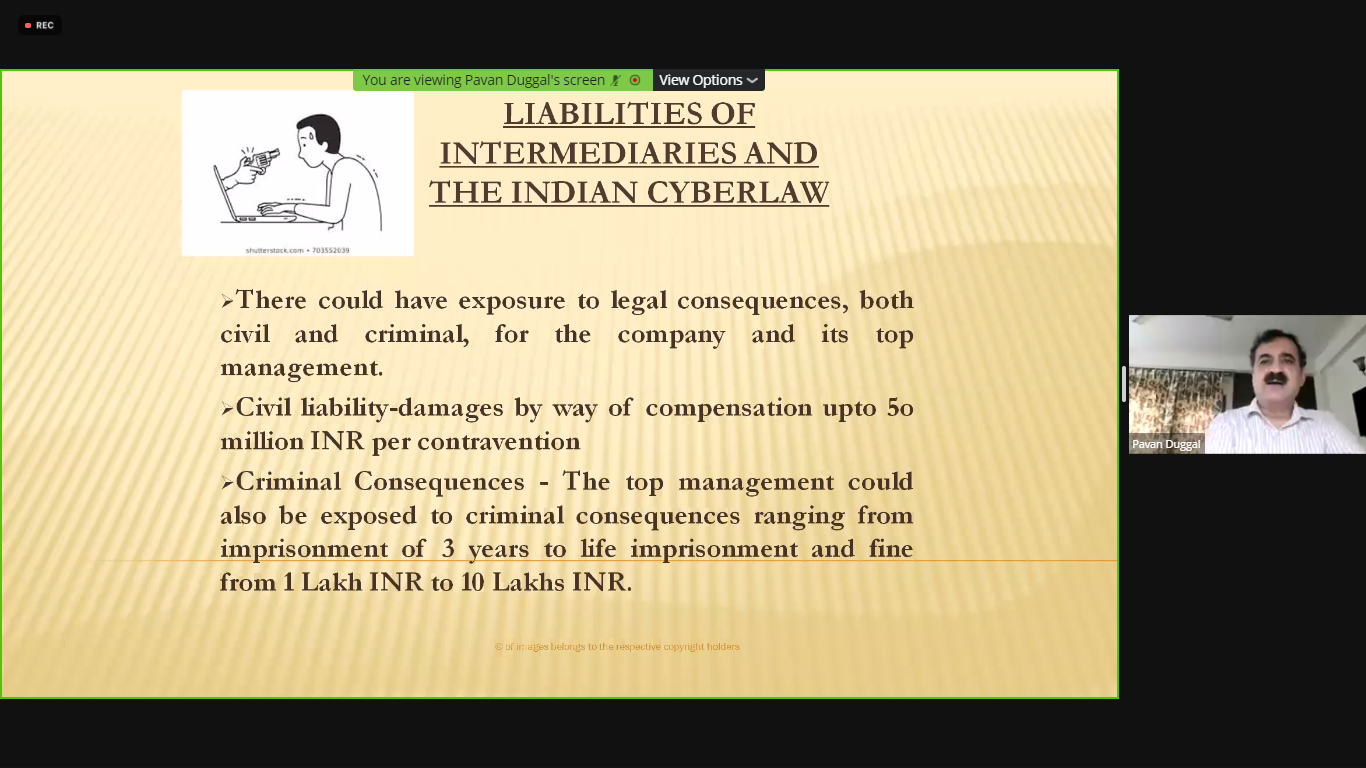 REC
You are viewing Pavan Duggal's screen
View Options
LIABILITIES OF
INTERMEDIARIES AND
THE INDIAN CYBERLAW
shutterstock.com • 703552039
➢There could have exposure to legal consequences, both
civil and criminal, for the company and its top
management.
➢Civil liability-damages by way of compensation upto 5o
million INR per contravention
➢Criminal Consequences - The top management could
also be exposed to criminal consequences ranging from
imprisonment of 3 years to life imprisonment and fine
from 1 Lakh INR to 10 Lakhs INR.
© of images belongs to the respective copyright holders
Pavan Duggal